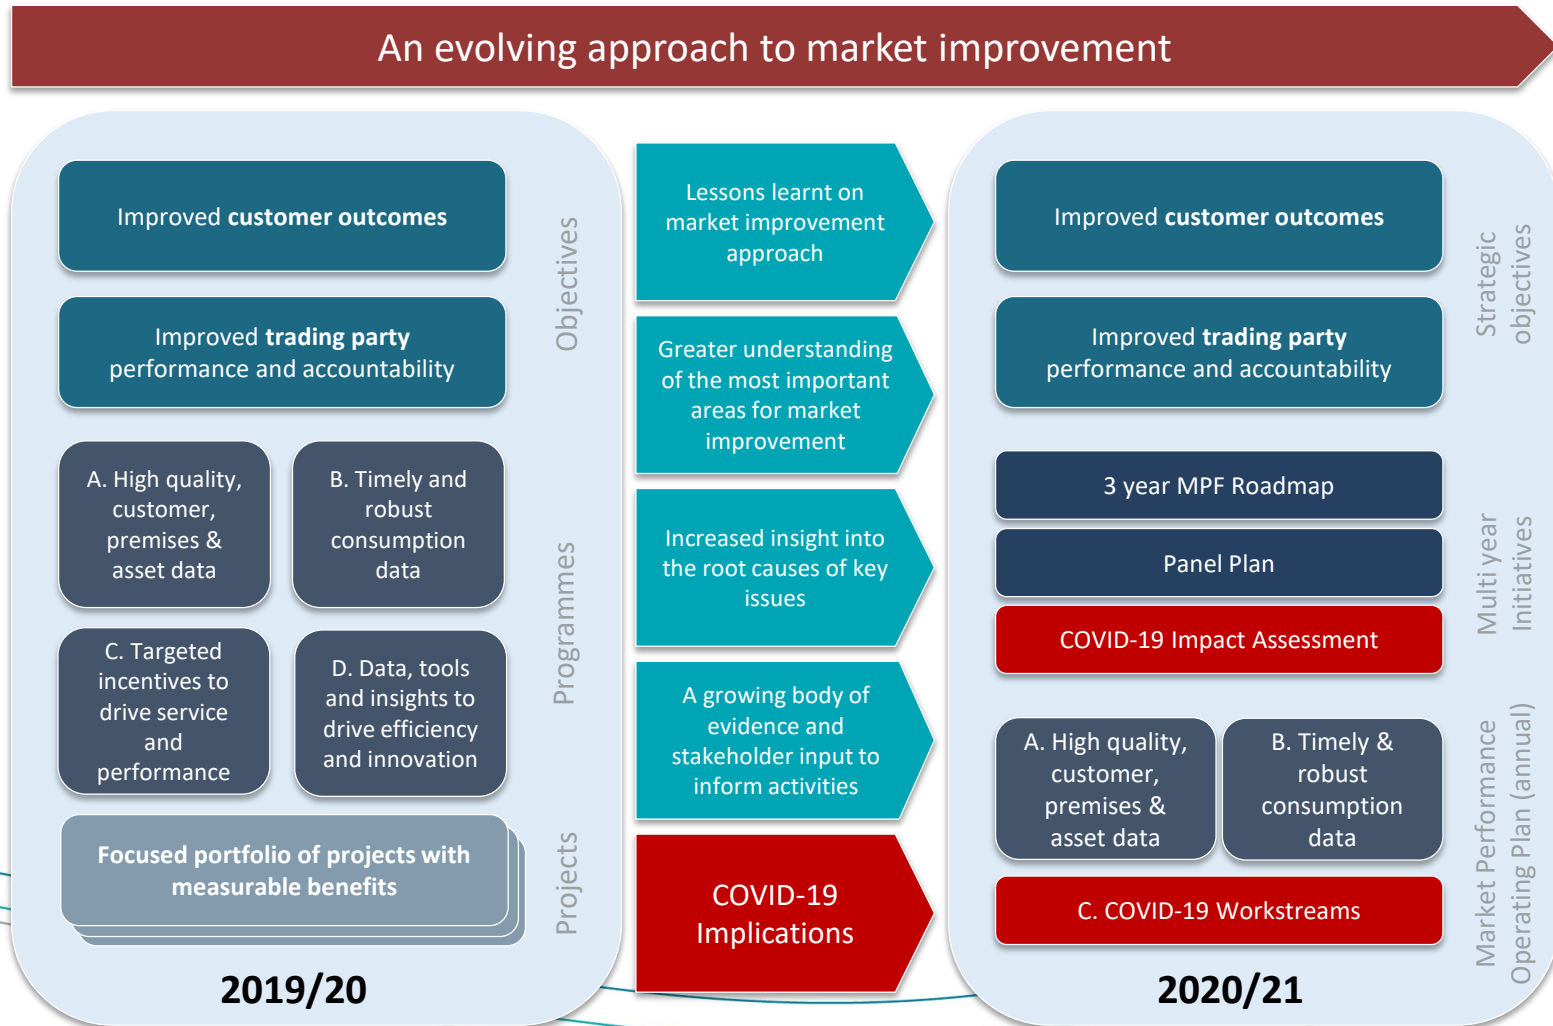 An evolving approach to market improvement
Improved customer outcomes
Improved trading party
performance and accountability
Objectives
A. High quality,
customer,
premises &
asset data
B. Timely and
robust
consumption
data
C. Targeted
incentives to
drive service
and
performance
D. Data, tools
and insights to
drive efficiency
and innovation
Programmes
Focused portfolio of projects with
measurable benefits
Projects
2019/20
Lessons learnt on
market improvement
approach
Greater understanding
of the most important
areas for market
improvement
Increased insight into
the root causes of key
issues
A growing body of
evidence and
stakeholder input to
inform activities
COVID-19
Implications
Improved customer outcomes
Improved trading party
performance and accountability
Strategic
objectives
3 year MPF Roadmap
Panel Plan
COVID-19 Impact Assessment
Multi year
Initiatives
A. High quality,
customer,
premises &
asset data
B. Timely &
robust
consumption
data
C. COVID-19 Workstreams
Market Performance
Operating Plan (annual)
2020/21